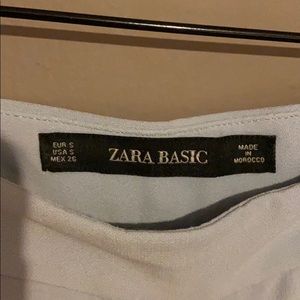 EUR S
USA S
MEX 26
ZARA BASIC
MADE
IN
MOROCCO